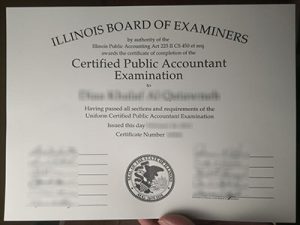 ILLINOIS BOARD OF EXAMINERS
by authority of the
Illinois Public Accounting Act 225 ILCS 450 et seq
awards the certificate of completion of the
Certified Public Accountant
Examination
to
Having passed all sections and requirements of the
Uniform Certified Public Accountant Examination
Issued this day
Certificate Number